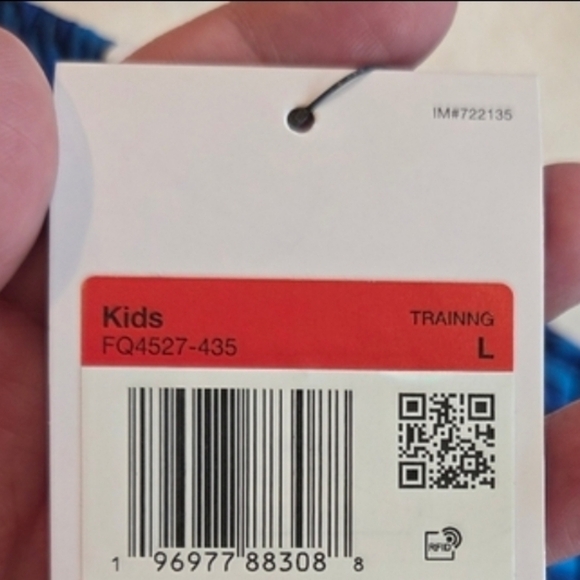 IM#722135
Kids
TRAINNG
FQ4527-435
L
RFID
1 96977 88308 8